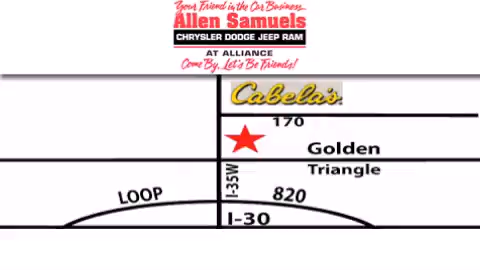 Your Friend in the Car Business...
Allen Samuels
CHRYSLER DODGE JEEP RAM
AT ALLIANCE
Come By, Let's Be Friends!
Cabela's
170
Golden
Triangle
I-35W
LOOP 820
I-30